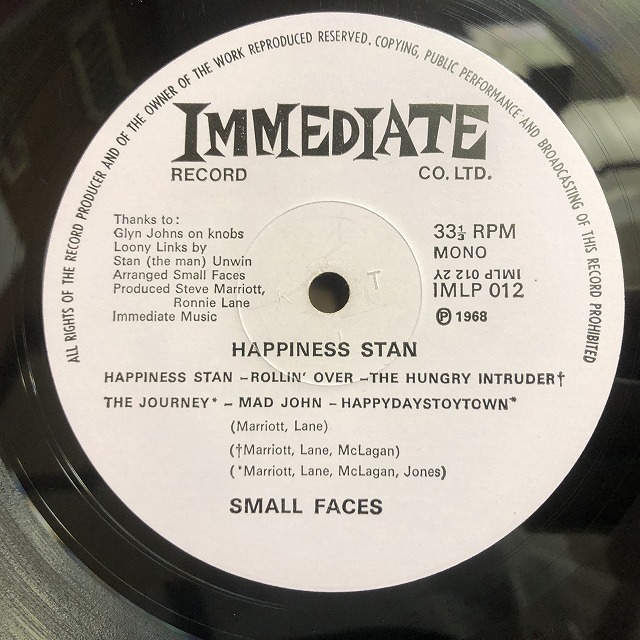 ALL RIGHTS OF THE RECORD PRODUCER AND OF THE OWNER OF THE WORK REPRODUCED RESERVED. COPYING, PUBLIC PERFORMANCE AND BROADCASTING OF THIS RECORD PROHIBITED
IMMEDIATE
RECORD CO. LTD.
Thanks to:
Glyn Johns on knobs
Loony Links by
Stan (the man) Unwin
Arranged Small Faces
Produced Steve Marriott,
Ronnie Lane
Immediate Music
33⅓ RPM
MONO
IMLP 012 2Y
IMLP 012
℗ 1968
K T
HAPPINESS STAN
HAPPINESS STAN –ROLLIN' OVER –THE HUNGRY INTRUDER†
THE JOURNEY* – MAD JOHN –HAPPYDAYSTOYTOWN*
(Marriott, Lane)
(†Marriott, Lane, McLagan)
(*Marriott, Lane, McLagan, Jones)
SMALL FACES